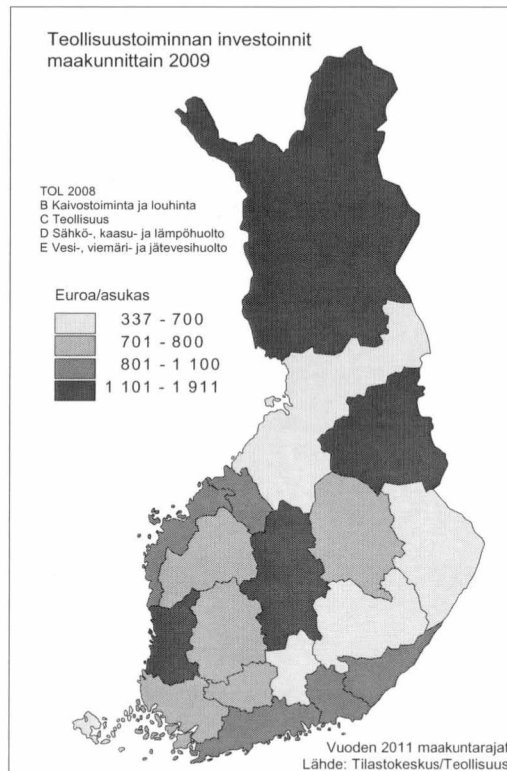 Teollisuustoiminnan investoinnit
maakunnittain 2009
TOL 2008
B Kaivostoiminta ja louhinta
C Teollisuus
D Sähkö-, kaasu- ja lämpöhuolto
E Vesi-, viemäri- ja jätevesihuolto
Euroa/asukas
337 - 700
701 - 800
801 - 1 100
1 101 - 1 911
Vuoden 2011 maakuntarajat
Lähde: Tilastokeskus/Teollisuus